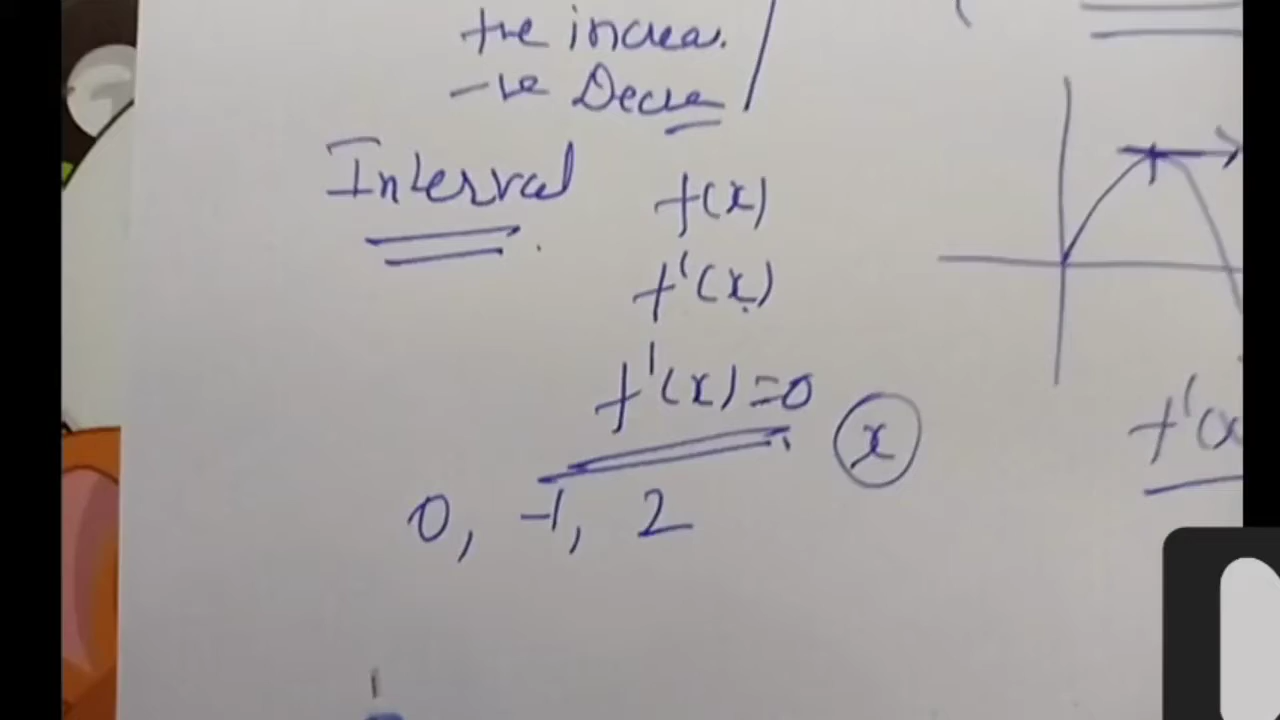 +ve increa.
-ve Decre
Interval
f(x)
f'(x)
f'(x)=0
x
0, -1, 2
f'(x